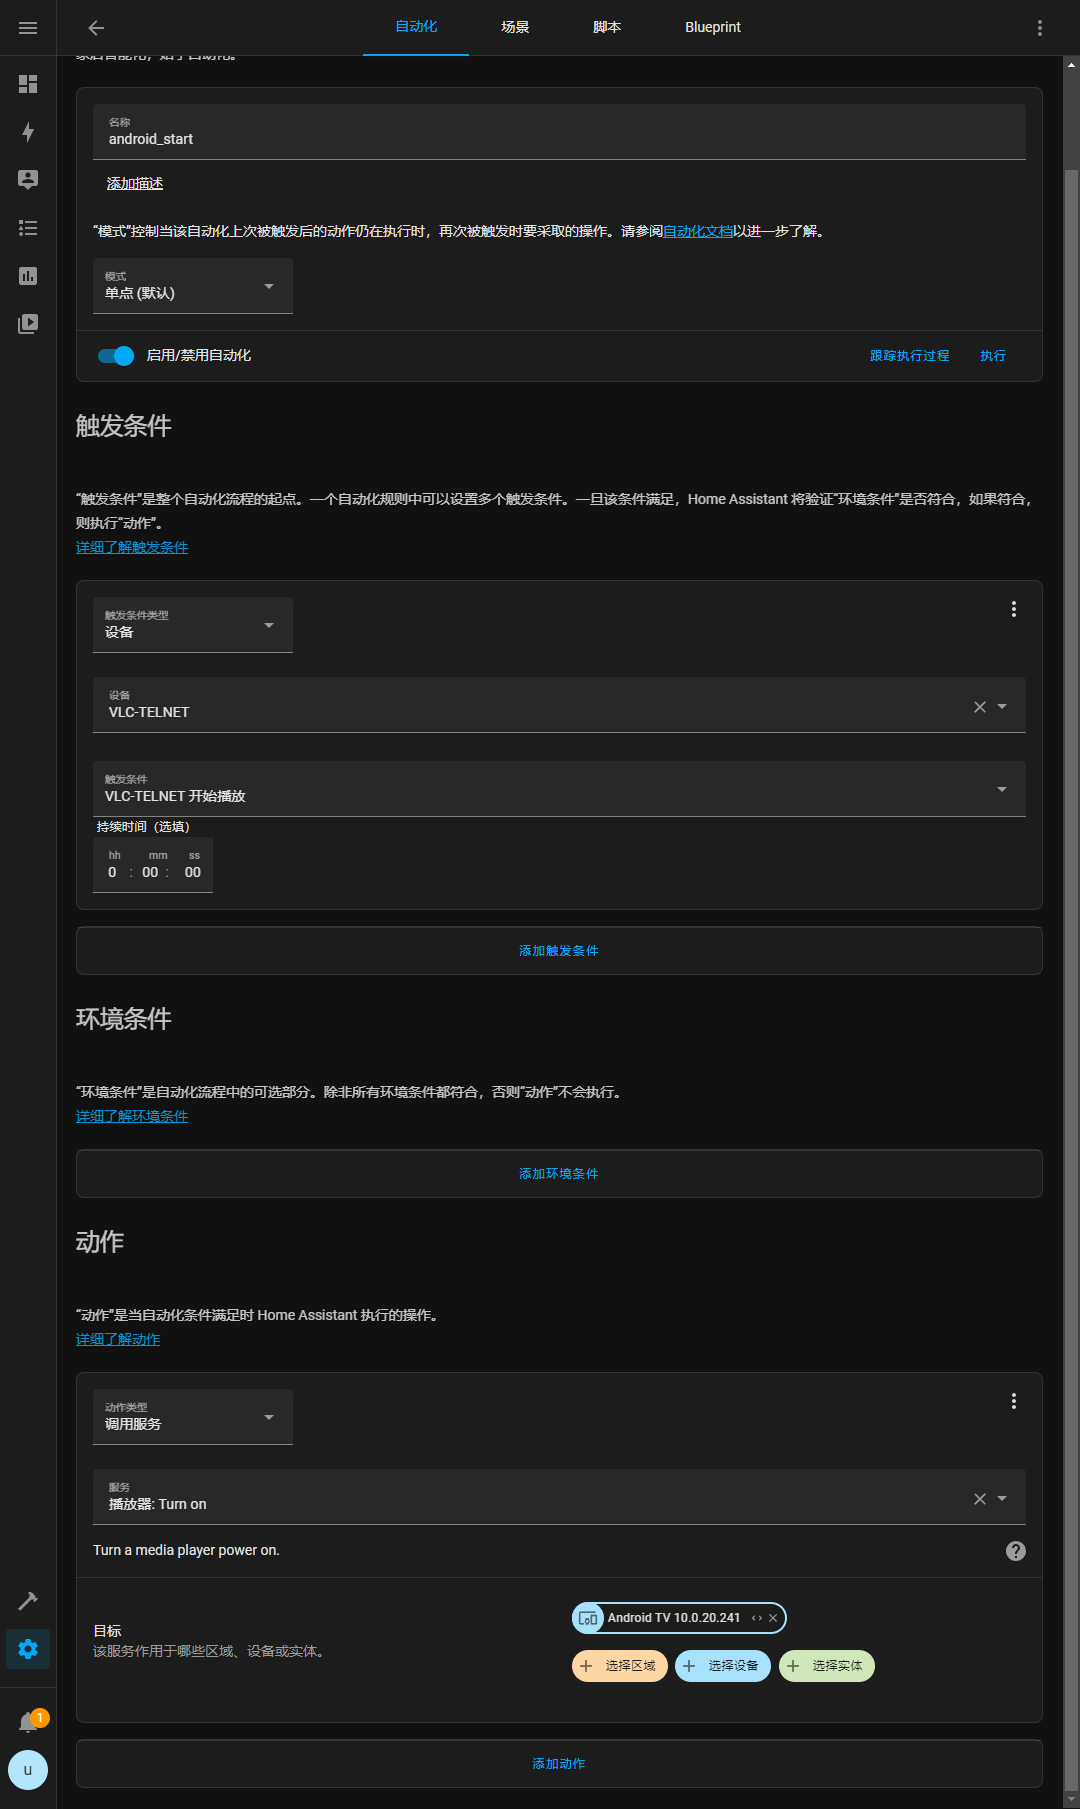 自动化
场景
脚本
Blueprint
家居智能化，始于自动化。
名称
android_start
添加描述
“模式”控制当该自动化上次被触发后的动作仍在执行时，再次被触发时要采取的操作。请参阅自动化文档以进一步了解。
模式
单点 (默认)
启用/禁用自动化
跟踪执行过程
执行
触发条件
“触发条件”是整个自动化流程的起点。一个自动化规则中可以设置多个触发条件。一旦该条件满足，Home Assistant 将验证“环境条件”是否符合，如果符合，
则执行“动作”。
详细了解触发条件
触发条件类型
设备
设备
VLC-TELNET
触发条件
VLC-TELNET 开始播放
持续时间（选填）
hh mm ss
0 : 00 : 00
添加触发条件
环境条件
“环境条件”是自动化流程中的可选部分。除非所有环境条件都符合，否则“动作”不会执行。
详细了解环境条件
添加环境条件
动作
“动作”是当自动化条件满足时 Home Assistant 执行的操作。
详细了解动作
动作类型
调用服务
服务
播放器: Turn on
Turn a media player power on.
目标
该服务作用于哪些区域、设备或实体。
Android TV 10.0.20.241
选择区域
选择设备
选择实体
1
u
添加动作